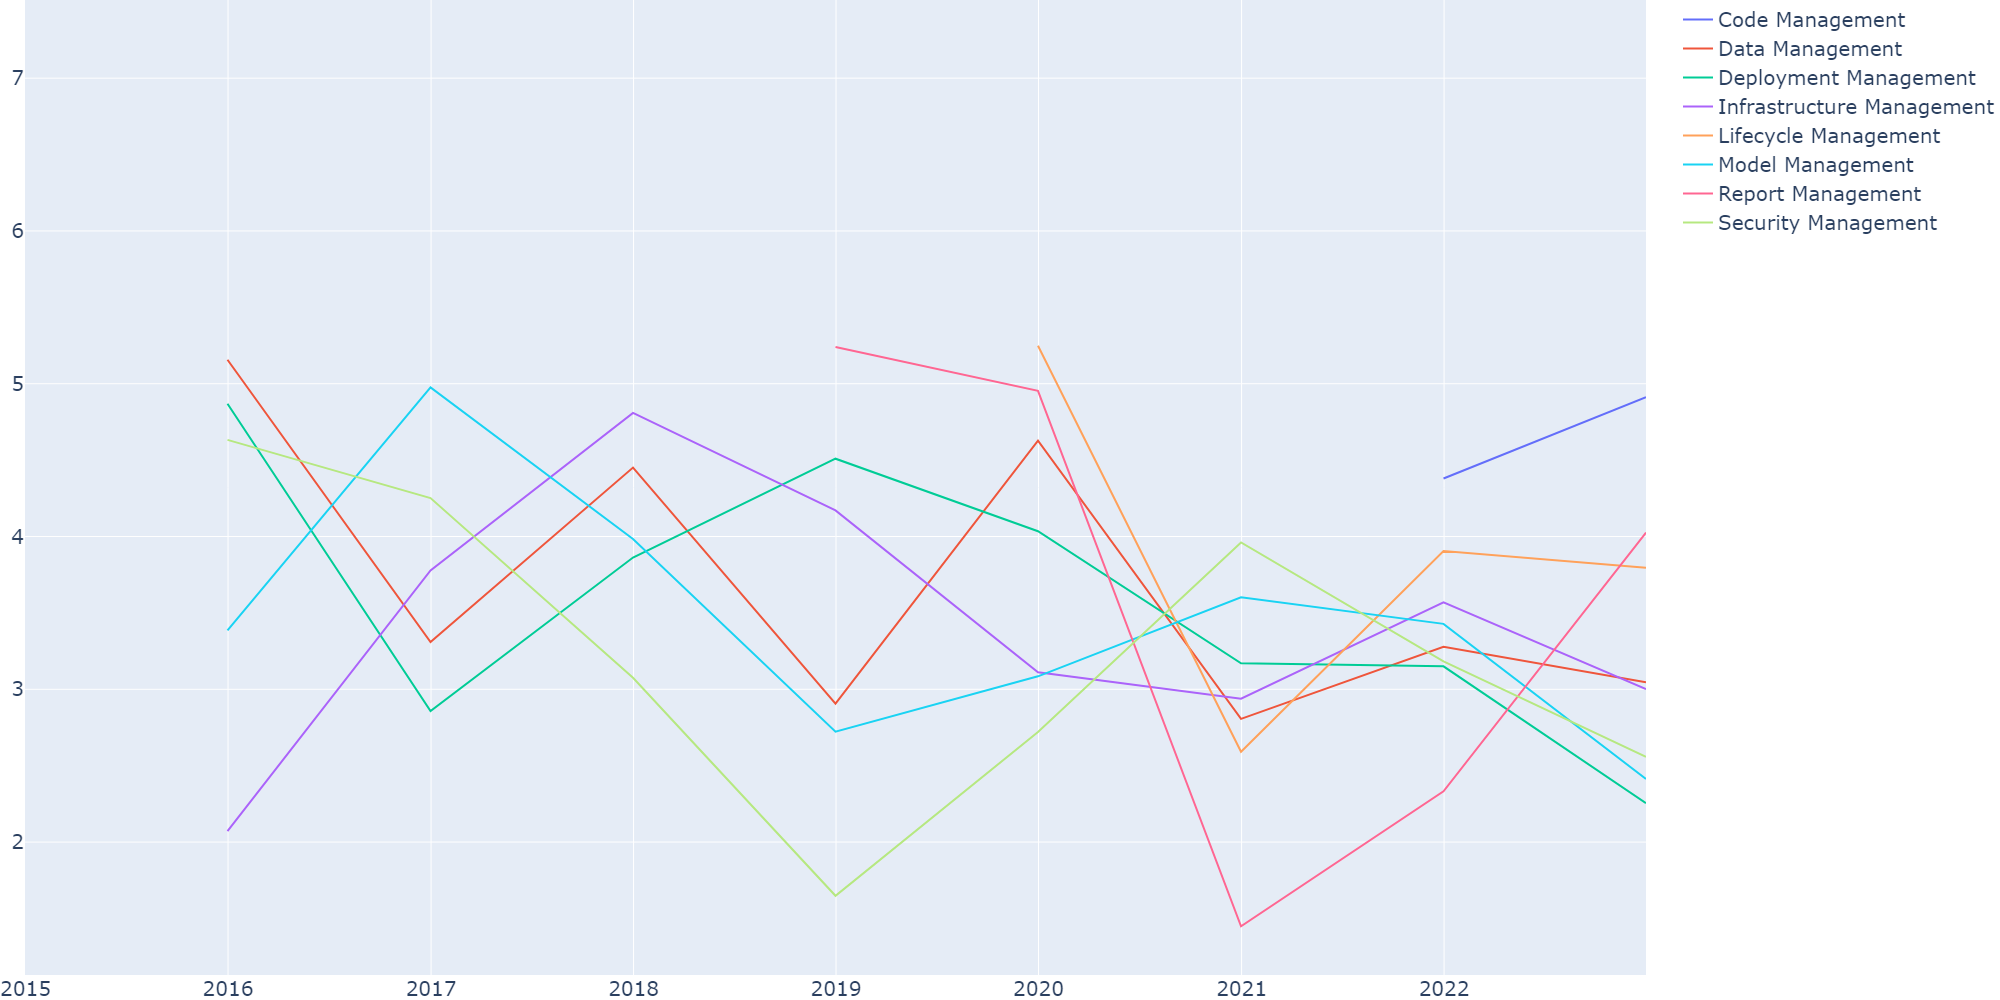 7
6
5
4
3
2
2015 2016 2017 2018 2019 2020 2021 2022
Code Management
Data Management
Deployment Management
Infrastructure Management
Lifecycle Management
Model Management
Report Management
Security Management